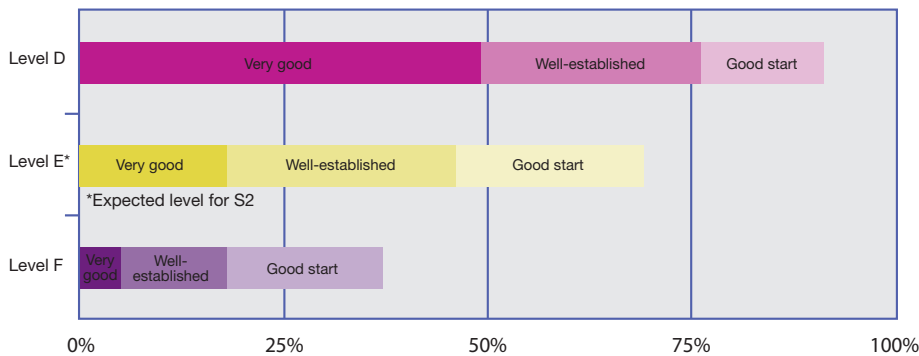 Level D
Very good
Well-established
Good start
Level E*
Very good
Well-established
Good start
*Expected level for S2
Level F
Very
good
Well-
established
Good start
0%
25%
50%
75%
100%